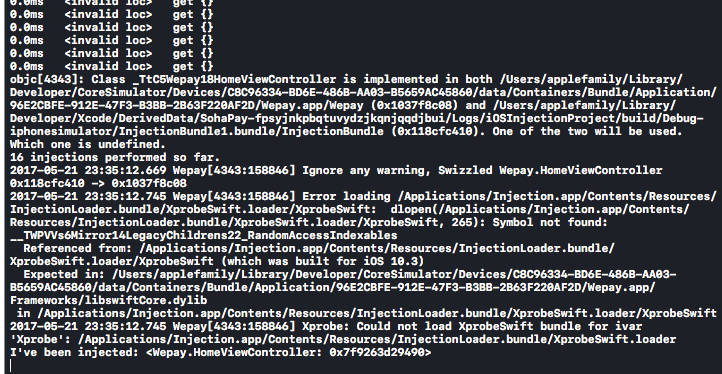 0.0ms <invalid loc> get {}
0.0ms <invalid loc> get {}
0.0ms <invalid loc> get {}
0.0ms <invalid loc> get {}
0.0ms <invalid loc> get {}
0.0ms <invalid loc> get {}
objc[4343]: Class _TtC5Wepay18HomeViewController is implemented in both /Users/applefamily/Library/
Developer/CoreSimulator/Devices/C8C96334-BD6E-486B-AA03-B5659AC45860/data/Containers/Bundle/Application/
96E2CBFE-912E-47F3-B3BB-2B63F220AF2D/Wepay.app/Wepay (0x1037f8c08) and /Users/applefamily/Library/
Developer/Xcode/DerivedData/SohaPay-fpsyjnkpbqtuvydzjkqnjqqdjbui/Logs/iOSInjectionProject/build/Debug-
iphonesimulator/InjectionBundle1.bundle/InjectionBundle (0x118cfc410). One of the two will be used.
Which one is undefined.
16 injections performed so far.
2017-05-21 23:35:12.669 Wepay[4343:158846] Ignore any warning, Swizzled Wepay.HomeViewController
0x118cfc410 -> 0x1037f8c08
2017-05-21 23:35:12.745 Wepay[4343:158846] Error loading /Applications/Injection.app/Contents/Resources/
InjectionLoader.bundle/XprobeSwift.loader/XprobeSwift: dlopen(/Applications/Injection.app/Contents/
Resources/InjectionLoader.bundle/XprobeSwift.loader/XprobeSwift, 265): Symbol not found:
__TWPVVs6Mirror14LegacyChildrens22_RandomAccessIndexables
Referenced from: /Applications/Injection.app/Contents/Resources/InjectionLoader.bundle/
XprobeSwift.loader/XprobeSwift (which was built for iOS 10.3)
Expected in: /Users/applefamily/Library/Developer/CoreSimulator/Devices/C8C96334-BD6E-486B-AA03-
B5659AC45860/data/Containers/Bundle/Application/96E2CBFE-912E-47F3-B3BB-2B63F220AF2D/Wepay.app/
Frameworks/libswiftCore.dylib
in /Applications/Injection.app/Contents/Resources/InjectionLoader.bundle/XprobeSwift.loader/XprobeSwift
2017-05-21 23:35:12.745 Wepay[4343:158846] Xprobe: Could not load XprobeSwift bundle for ivar
'Xprobe': /Applications/Injection.app/Contents/Resources/InjectionLoader.bundle/XprobeSwift.loader
I've been injected: <Wepay.HomeViewController: 0x7f9263d29490>